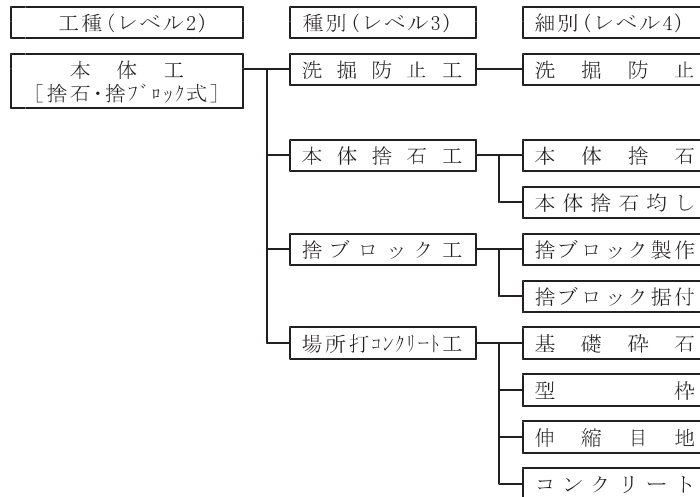 工種(レベル2) 種別(レベル3) 細別(レベル4)
本体工 洗掘防止工 洗掘防止
[捨石・捨ブロック式]
本体捨石工 本体捨石
本体捨石均し
捨ブロック工 捨ブロック製作
捨ブロック据付
場所打コンクリート工 基礎砕石
型枠
伸縮目地
コンクリート